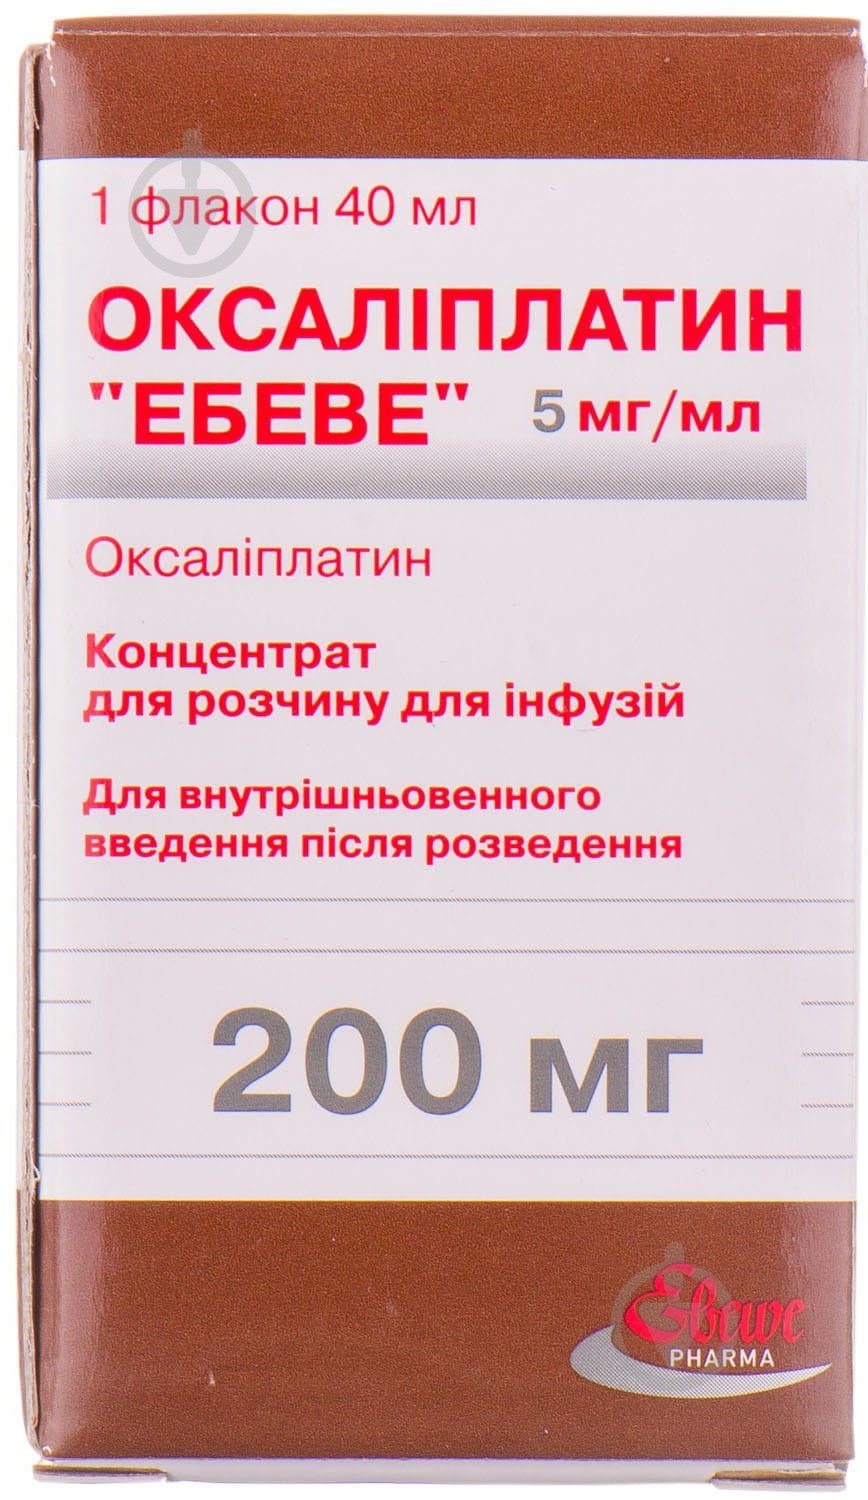 1 флакон 40 мл
ОКСАЛІПЛАТИН
"ЕБЕВЕ" 5 мг/мл
Оксаліплатин
Концентрат
для розчину для інфузій
Для внутрішньовенного
введення після розведення
200 мг
Ebewe
PHARMA